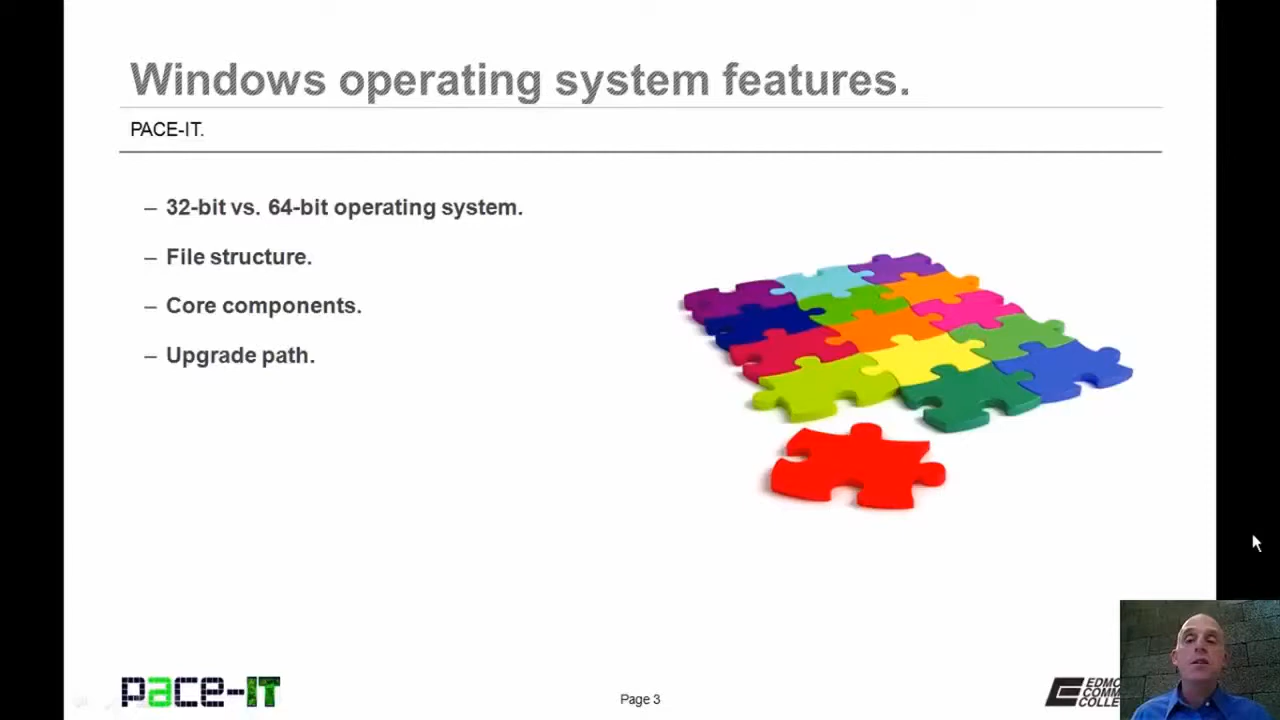 Windows operating system features.
PACE-IT.
– 32-bit vs. 64-bit operating system.
– File structure.
– Core components.
– Upgrade path.
pace-IT
Page 3